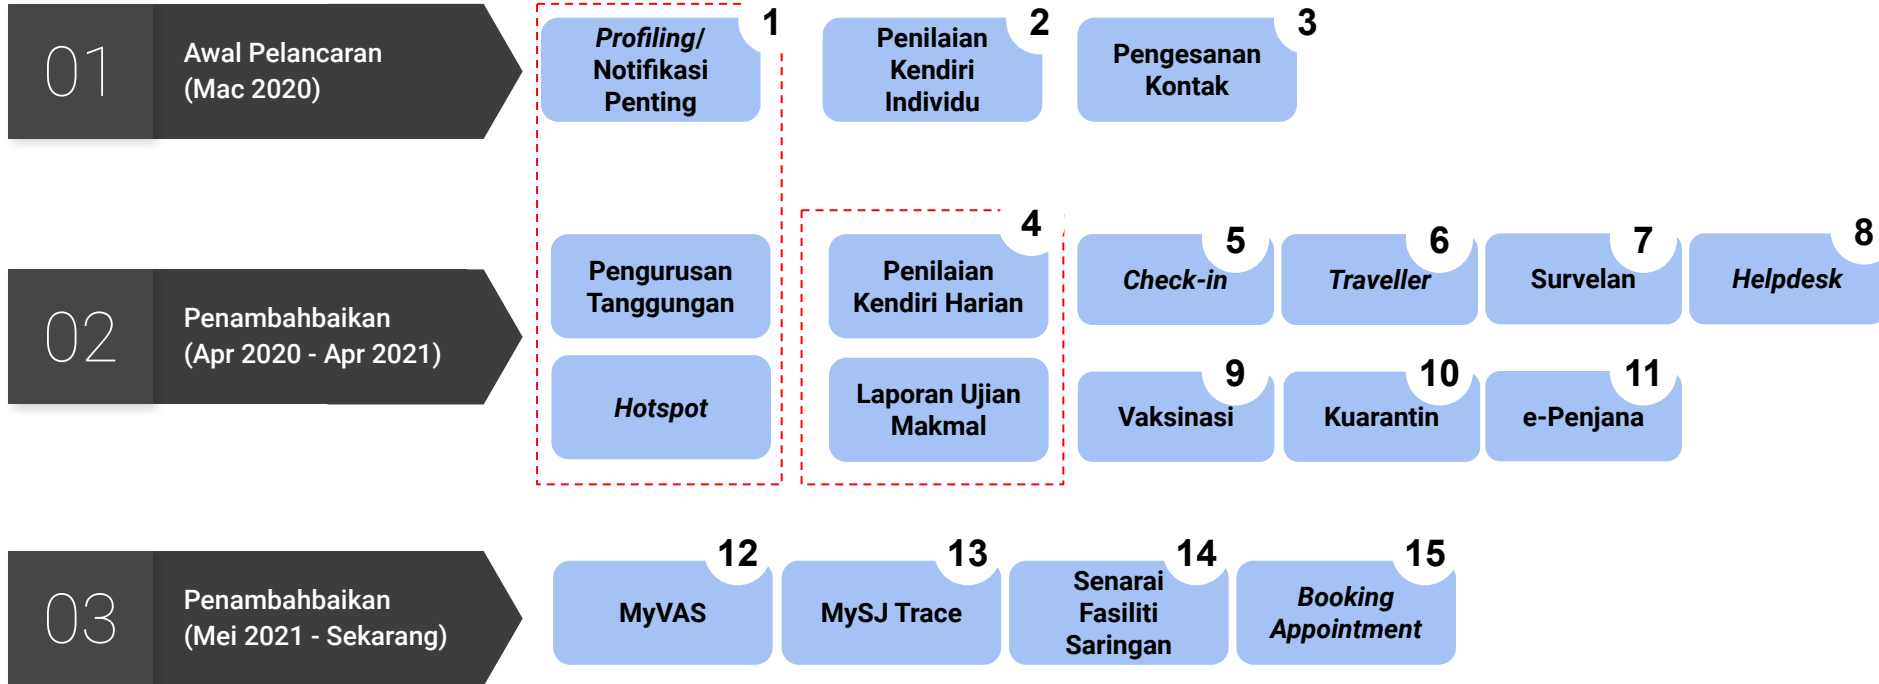 01
Awal Pelancaran
(Mac 2020)
1
Profiling/
Notifikasi
Penting
2
Penilaian
Kendiri
Individu
3
Pengesanan
Kontak
02
Penambahbaikan
(Apr 2020 - Apr 2021)
Pengurusan
Tanggungan
Hotspot
4
Penilaian
Kendiri Harian
Laporan Ujian
Makmal
5
Check-in
6
Traveller
7
Survelan
8
Helpdesk
9
Vaksinasi
10
Kuarantin
11
e-Penjana
03
Penambahbaikan
(Mei 2021 - Sekarang)
12
MyVAS
13
MySJ Trace
14
Senarai
Fasiliti
Saringan
15
Booking
Appointment